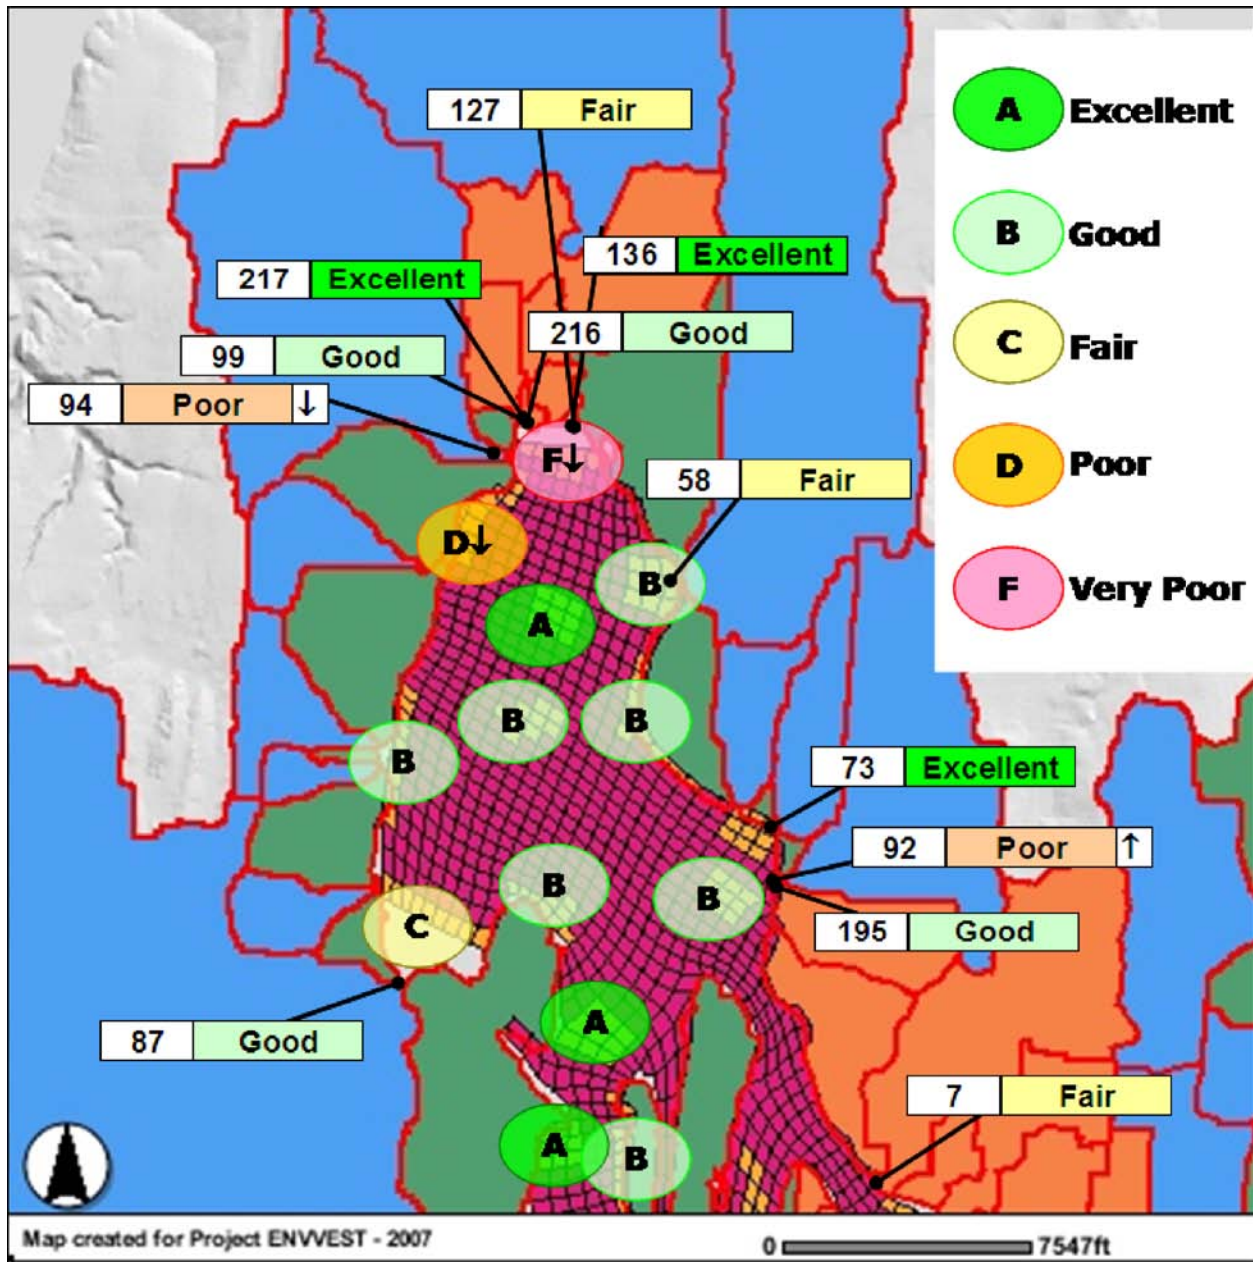 A Excellent
127 Fair
B Good
136 Excellent
217 Excellent
216 Good
C Fair
99 Good
94 Poor ↓
F↓
D Poor
58 Fair
D↓
B
F Very Poor
A
B
B
B
73 Excellent
92 Poor ↑
B
B
C
195 Good
A
87 Good
7 Fair
A
B
Map created for Project ENVVEST - 2007
0 7547ft